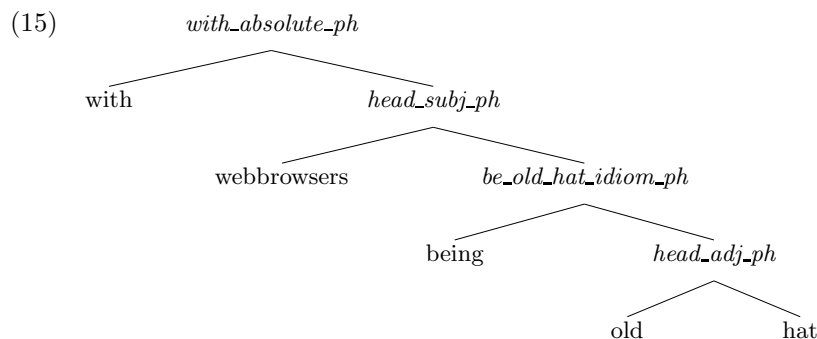 (15) with_absolute_ph
with head_subj_ph
webbrowsers be_old_hat_idiom_ph
being head_adj_ph
old hat